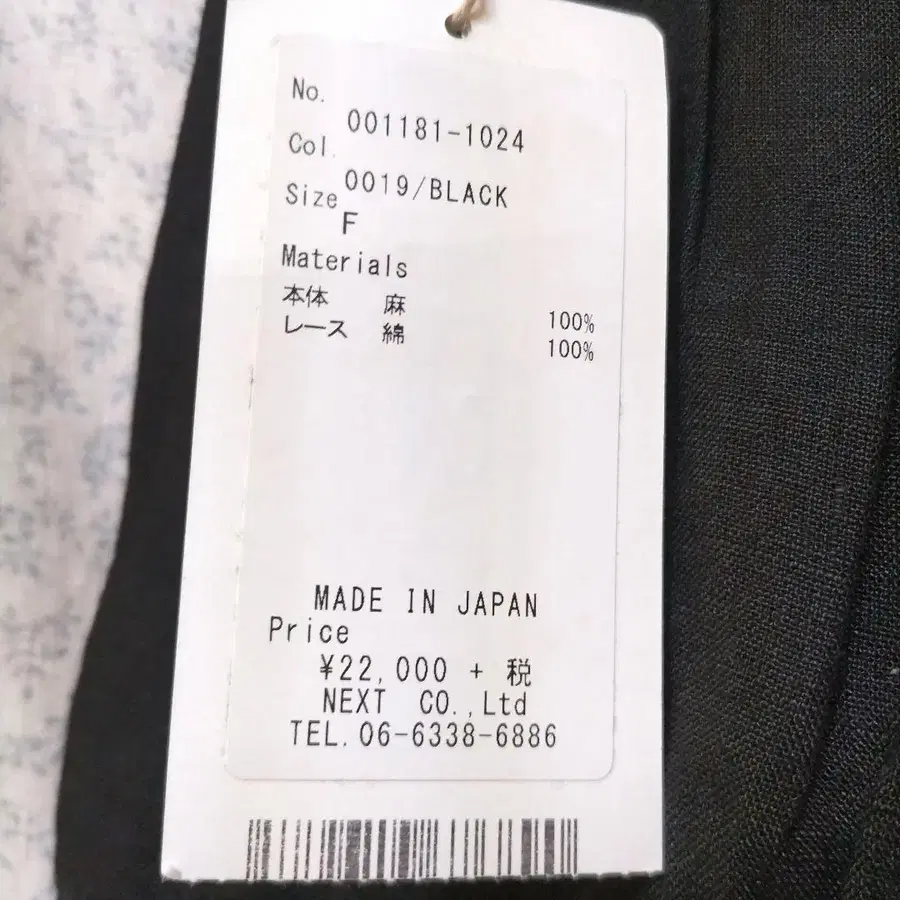 No.
001181-1024
Col.
0019/BLACK
Size
F
Materials
本体 麻 100%
レース 綿 100%
MADE IN JAPAN
Price
¥22,000 + 税
NEXT CO.,Ltd
TEL.06-6338-6886